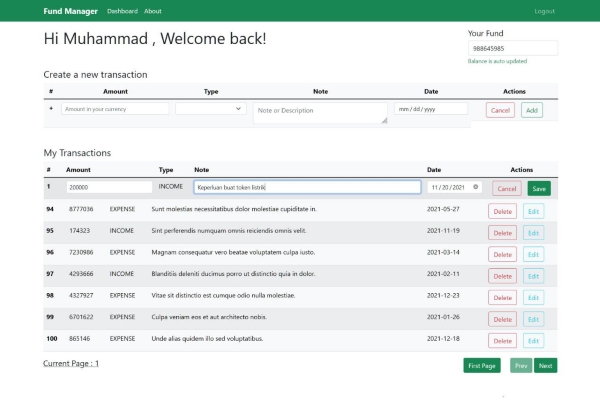 Fund Manager Dashboard About Logout
Hi Muhammad , Welcome back!
Your Fund
988645985
Balance is auto updated
Create a new transaction
# Amount Type Note Date Actions
+ Amount in your currency Note or Description mm / dd / yyyy Cancel Add
My Transactions
# Amount Type Note Date Actions
1 200000 INCOME Keperluan buat token listrik 11 / 20 / 2021 Cancel Save
94 8777036 EXPENSE Sunt molestias necessitatibus dolor molestiae cupiditate in. 2021-05-27 Delete Edit
95 174323 INCOME Sint perferendis numquam omnis reiciendis omnis velit. 2021-11-19 Delete Edit
96 7230986 EXPENSE Magnam consequatur vero beatae voluptatem culpa iusto. 2021-03-14 Delete Edit
97 4293666 INCOME Blanditiis deleniti ducimus porro ut distinctio quia in dolor. 2021-02-11 Delete Edit
98 4327927 EXPENSE Vitae sit distinctio est cumque odio nulla molestiae. 2021-12-23 Delete Edit
99 6701622 EXPENSE Culpa veniam eos et aut architecto nobis. 2021-01-26 Delete Edit
100 865146 EXPENSE Unde alias quidem illo sed voluptatibus. 2021-12-18 Delete Edit
Current Page : 1 First Page Prev Next